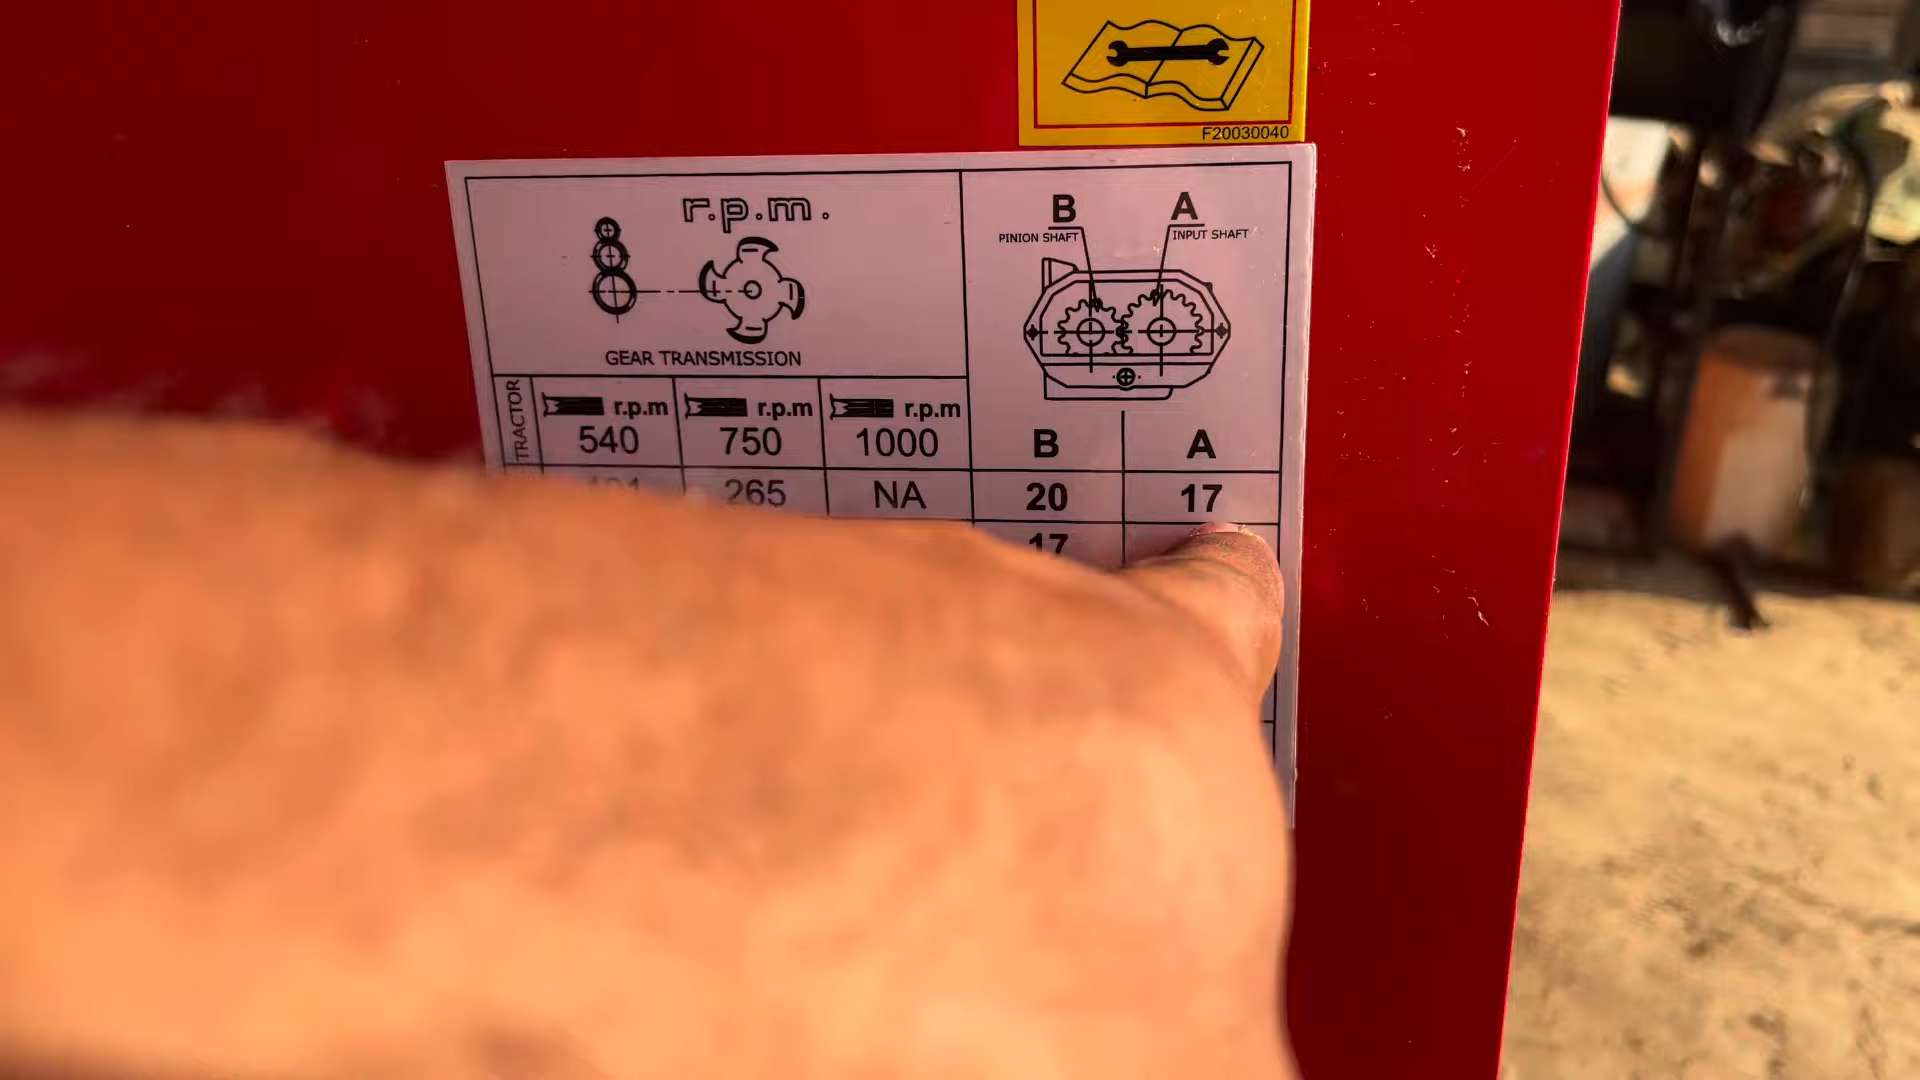 F20030040
r.p.m.
B A
PINION SHAFT INPUT SHAFT
GEAR TRANSMISSION
TRACTOR
r.p.m r.p.m r.p.m
540 750 1000 B A
265 NA 20 17
17